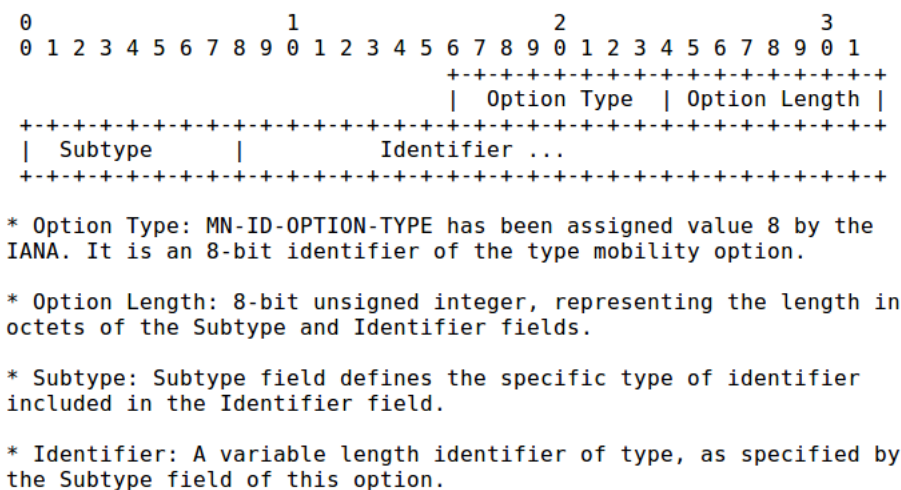 0                   1                   2                   3
0 1 2 3 4 5 6 7 8 9 0 1 2 3 4 5 6 7 8 9 0 1 2 3 4 5 6 7 8 9 0 1
                                +-+-+-+-+-+-+-+-+-+-+-+-+-+-+-+-+
                                |  Option Type  | Option Length |
+-+-+-+-+-+-+-+-+-+-+-+-+-+-+-+-+-+-+-+-+-+-+-+-+-+-+-+-+-+-+-+-+
|  Subtype      |          Identifier ...
+-+-+-+-+-+-+-+-+-+-+-+-+-+-+-+-+-+-+-+-+-+-+-+-+-+-+-+-+-+-+-+-+
* Option Type: MN-ID-OPTION-TYPE has been assigned value 8 by the
IANA. It is an 8-bit identifier of the type mobility option.
* Option Length: 8-bit unsigned integer, representing the length in
octets of the Subtype and Identifier fields.
* Subtype: Subtype field defines the specific type of identifier
included in the Identifier field.
* Identifier: A variable length identifier of type, as specified by
the Subtype field of this option.